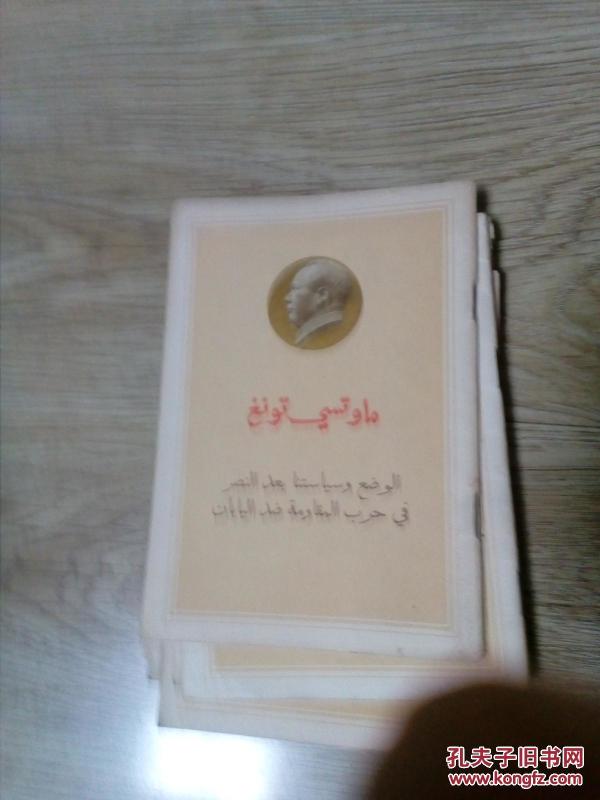 ماوتسي تونغ
الوضع وسياستنا بعد النصر
في حرب المقاومة ضد اليابان
孔夫子旧书网
www.kongfz.com